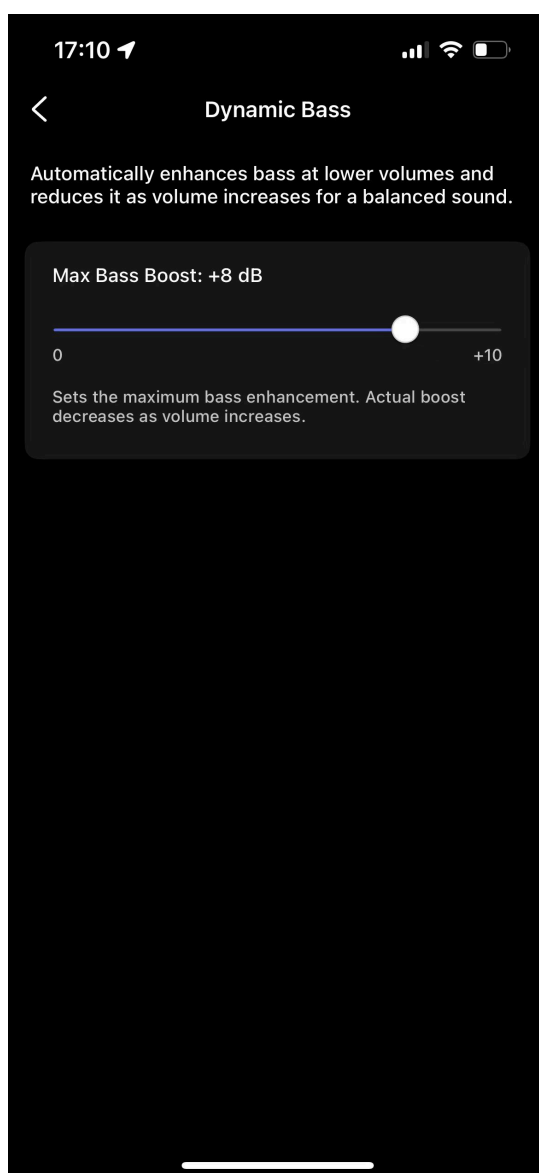 17:10
Dynamic Bass
Automatically enhances bass at lower volumes and
reduces it as volume increases for a balanced sound.
Max Bass Boost: +8 dB
0
+10
Sets the maximum bass enhancement. Actual boost
decreases as volume increases.